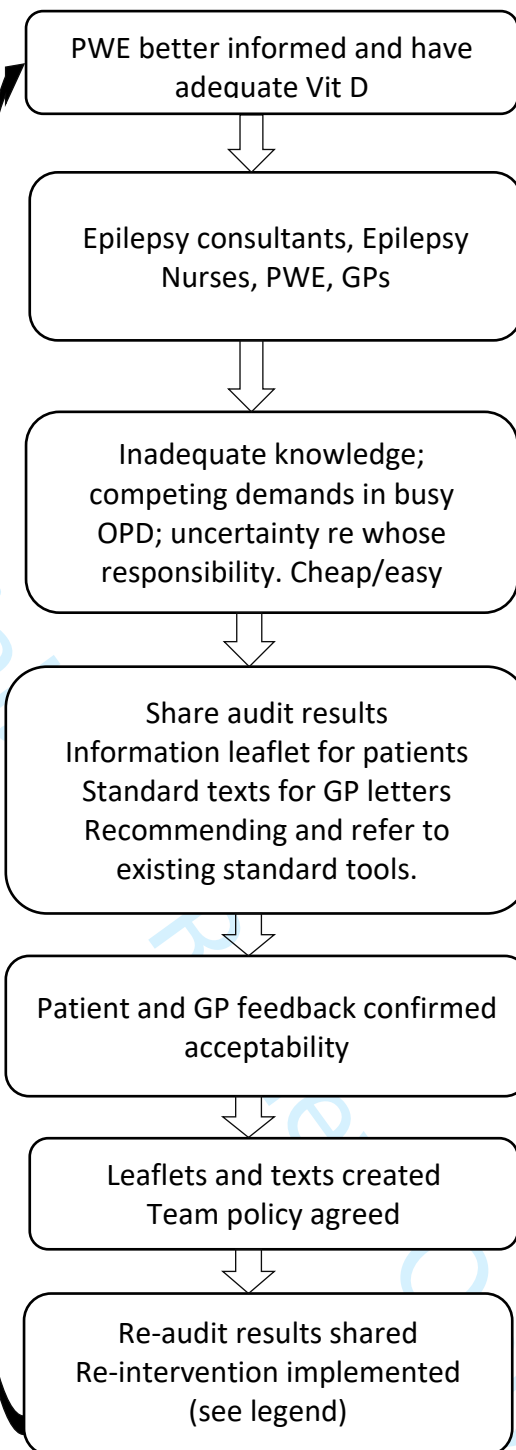 PWE better informed and have
adequate Vit D
Epilepsy consultants, Epilepsy
Nurses, PWE, GPs
Inadequate knowledge;
competing demands in busy
OPD; uncertainty re whose
responsibility. Cheap/easy
Share audit results
Information leaflet for patients
Standard texts for GP letters
Recommending and refer to
existing standard tools.
Patient and GP feedback confirmed
acceptability
Leaflets and texts created
Team policy agreed
Re-audit results shared
Re-intervention implemented
(see legend)